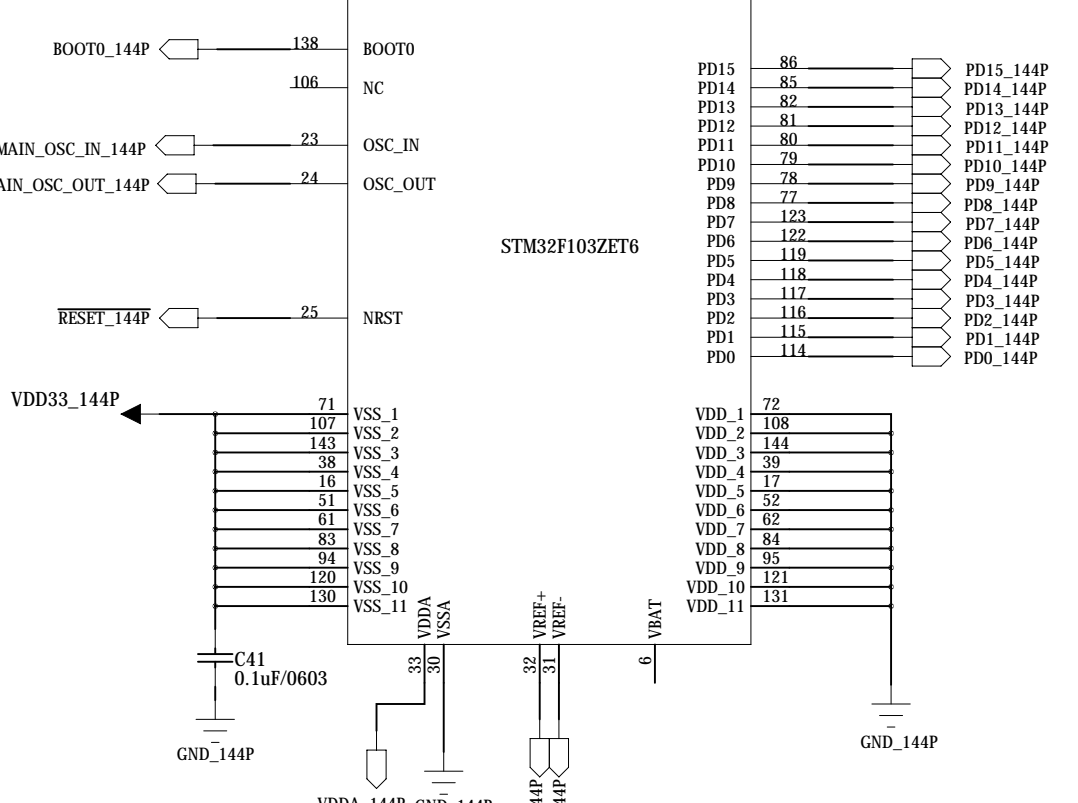 BOOT0_144P 138 BOOT0
106 NC
MAIN_OSC_IN_144P 23 OSC_IN
AIN_OSC_OUT_144P 24 OSC_OUT
STM32F103ZET6
RESET_144P 25 NRST
PD15 86 PD15_144P
PD14 85 PD14_144P
PD13 82 PD13_144P
PD12 81 PD12_144P
PD11 80 PD11_144P
PD10 79 PD10_144P
PD9 78 PD9_144P
PD8 77 PD8_144P
PD7 123 PD7_144P
PD6 122 PD6_144P
PD5 119 PD5_144P
PD4 118 PD4_144P
PD3 117 PD3_144P
PD2 116 PD2_144P
PD1 115 PD1_144P
PD0 114 PD0_144P
VDD33_144P
71 VSS_1
107 VSS_2
143 VSS_3
38 VSS_4
16 VSS_5
51 VSS_6
61 VSS_7
83 VSS_8
94 VSS_9
120 VSS_10
130 VSS_11
VDD_1 72
VDD_2 108
VDD_3 144
VDD_4 39
VDD_5 17
VDD_6 52
VDD_7 62
VDD_8 84
VDD_9 95
VDD_10 121
VDD_11 131
VDDA 33
VSSA 30
VREF+ 32
VREF- 31
VBAT 6
C41
0.1uF/0603
GND_144P
GND_144P
VDDA_144P
GND_144P
44P
44P